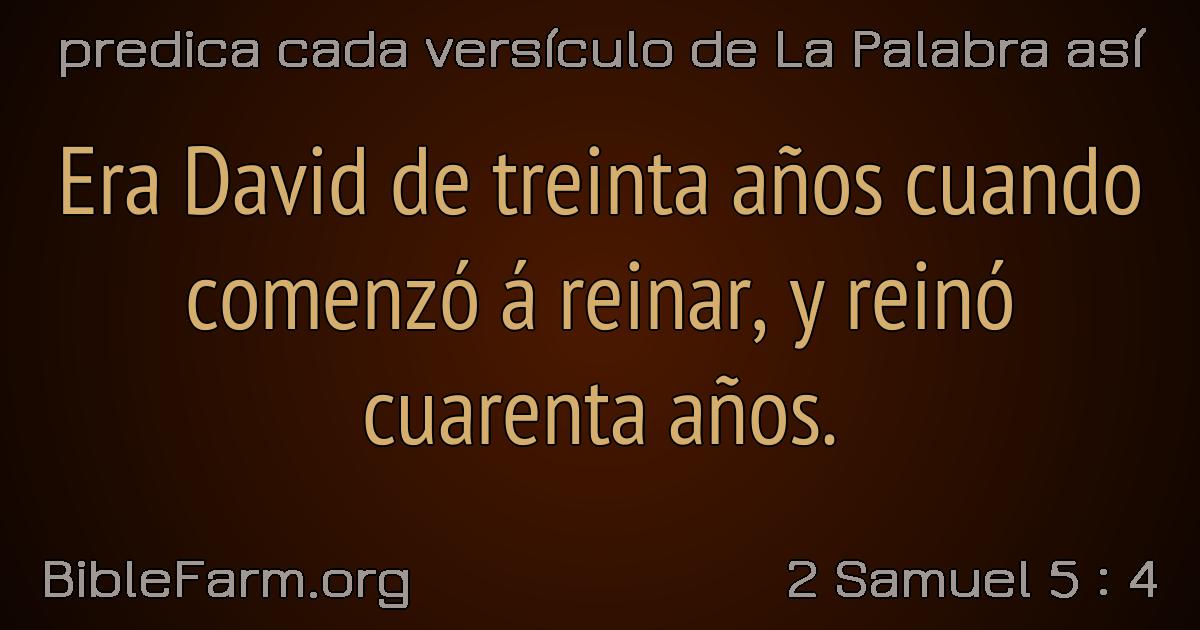 predica cada versículo de La Palabra así
Era David de treinta años cuando
comenzó á reinar, y reinó
cuarenta años.
BibleFarm.org
2 Samuel 5 : 4